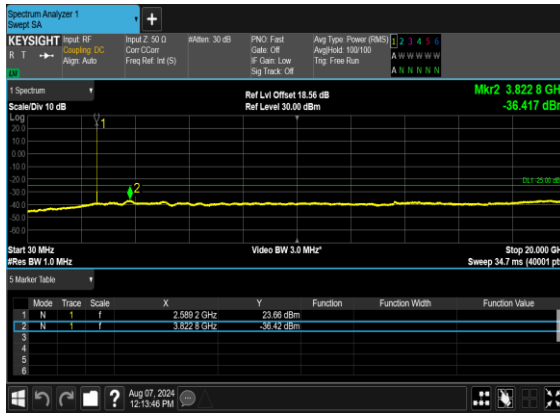 Spectrum Analyzer 1
Swept SA
+
KEYSIGHT Input: RF Input Z: 50 Ω #Atten: 30 dB PNO: Fast Avg Type: Power (RMS) 1 2 3 4 5 6
R T Coupling: DC Corr CCorr Gate: Off Avg|Hold: 100/100 A W W W W W
Align: Auto Freq Ref: Int (S) IF Gain: Low Trig: Free Run
Sig Track: Off A N N N N N
1 Spectrum Ref Lvl Offset 18.56 dB Mkr2 3.822 8 GH
Scale/Div 10 dB Ref Level 30.00 dBm -36.417 dBm
Log
20.0
10.0
0.00
-10.0
-20.0
-30.0
-40.0
-50.0
-60.0
1
2
DL1 -25.00 dB
Start 30 MHz Video BW 3.0 MHz* Stop 20.000 GH
#Res BW 1.0 MHz Sweep 34.7 ms (40001 pts
5 Marker Table
Mode Trace Scale X Y Function Function Width Function Value
1 N 1 f 2.589 2 GHz 23.66 dBm
2 N 1 f 3.822 8 GHz -36.42 dBm
3
4
5
6
? Aug 07, 2024
12:13:46 PM